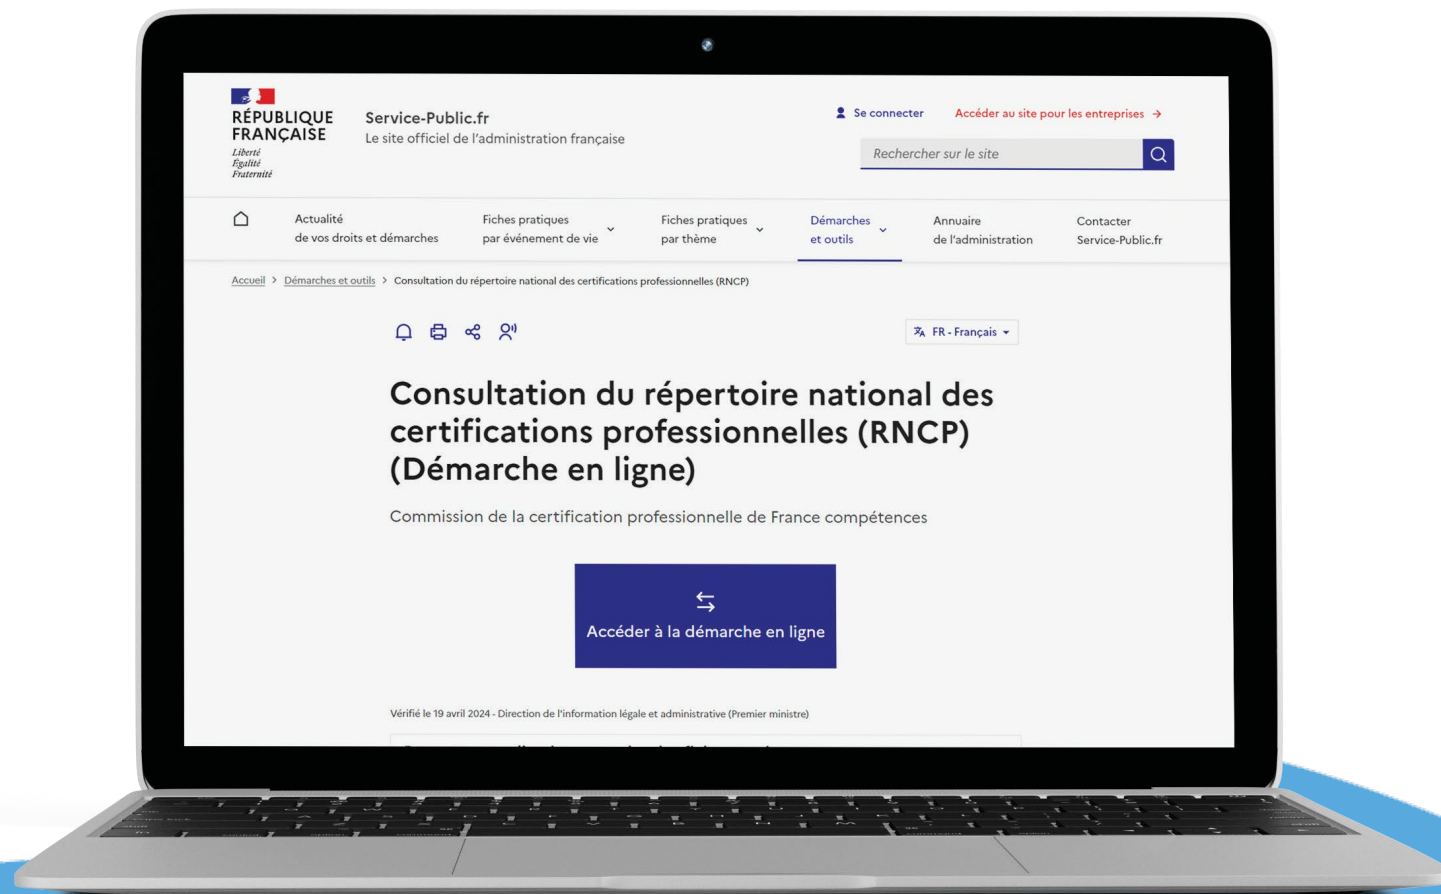 RÉPUBLIQUE
FRANÇAISE
Liberté
Égalité
Fraternité
Service-Public.fr
Le site officiel de l'administration française
Se connecter
Accéder au site pour les entreprises →
Rechercher sur le site
Actualité
de vos droits et démarches
Fiches pratiques
par événement de vie
Fiches pratiques
par thème
Démarches
et outils
Annuaire
de l'administration
Contacter
Service-Public.fr
Accueil > Démarches et outils > Consultation du répertoire national des certifications professionnelles (RNCP)
FR - Français
Consultation du répertoire national des
certifications professionnelles (RNCP)
(Démarche en ligne)
Commission de la certification professionnelle de France compétences
Accéder à la démarche en ligne
Vérifié le 19 avril 2024 - Direction de l'information légale et administrative (Premier ministre)